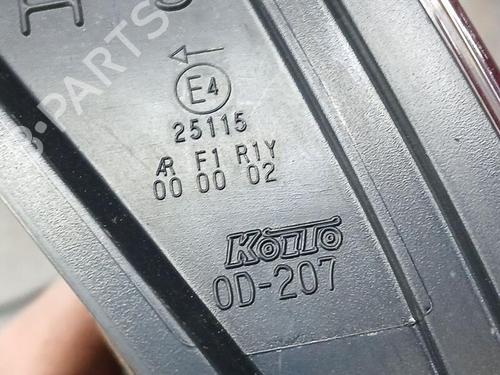 E4
25115
AR F1 R1Y
00 00 02
KOITO
0D-207
B-PARTS